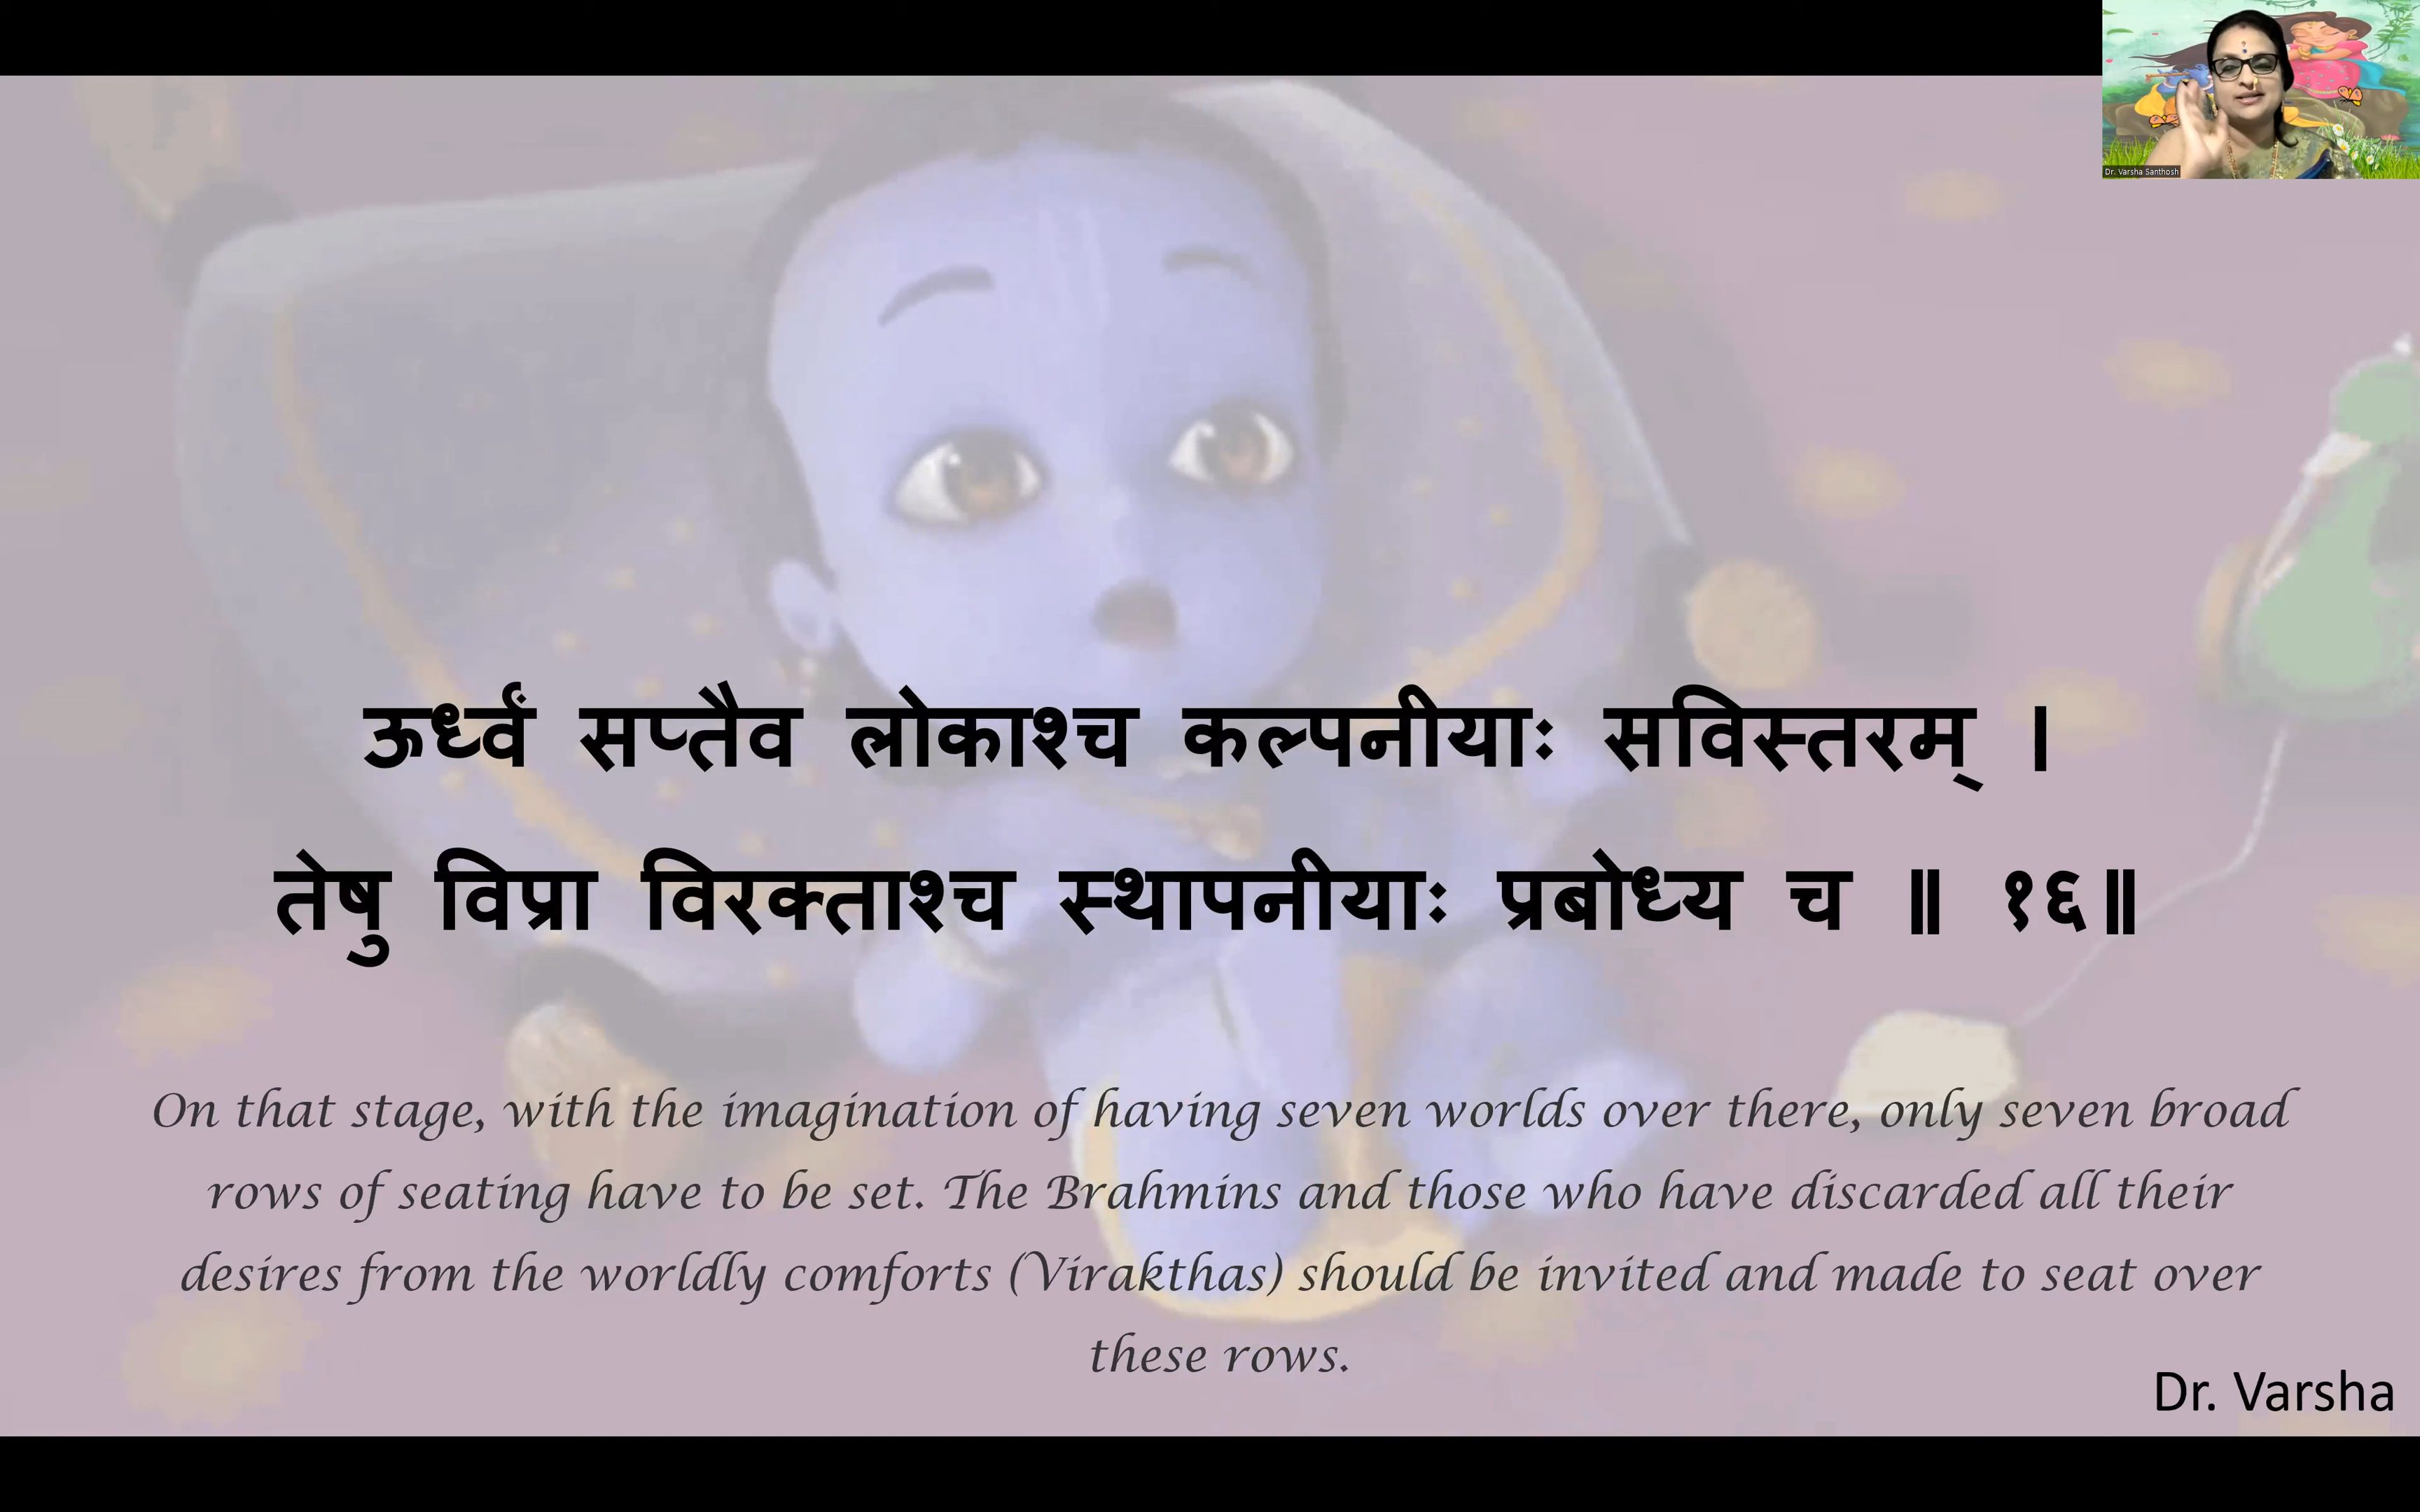 Dr. Varsha Santhosh
ऊर्ध्वं सप्तैव लोकाश्च कल्पनीयाः सविस्तरम् ।
तेषु विप्रा विरक्ताश्च स्थापनीयाः प्रबोध्य च ॥ १६॥
On that stage, with the imagination of having seven worlds over there, only seven broad
rows of seating have to be set. The Brahmins and those who have discarded all their
desires from the worldly comforts (Virakthas) should be invited and made to seat over
these rows.
Dr. Varsha